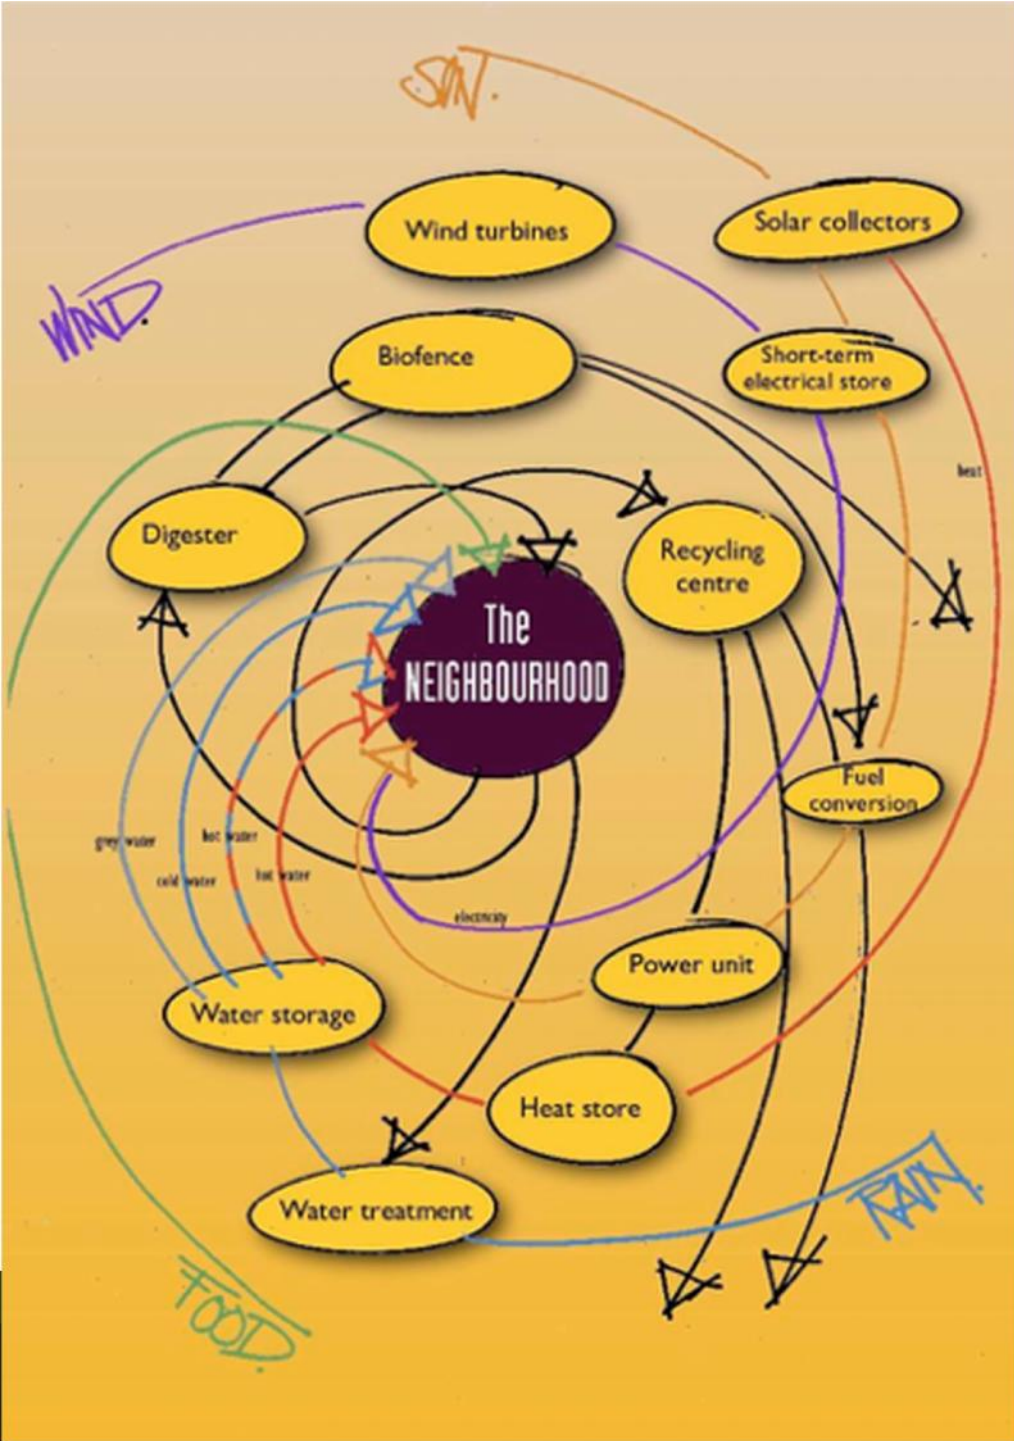 SUN.
Wind turbines
Solar collectors
WIND.
Biofence
Short-term
electrical store
heat
Digester
Recycling
centre
The
NEIGHBOURHOOD
Fuel
conversion
grey water
hot water
cold water
hot water
electricity
Power unit
Water storage
Heat store
Water treatment
RAIN.
FOOD.